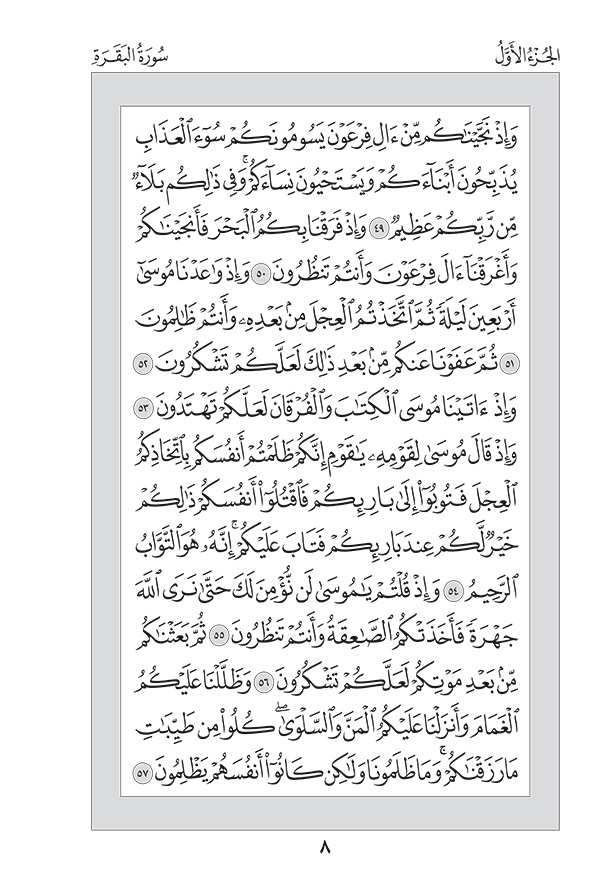 الجُزْءُ الأَوَّلُ سُورَةُ البَقَرَةِ
وَإِذْ نَجَّيْنَٰكُم مِّنْ ءَالِ فِرْعَوْنَ يَسُومُونَكُمْ سُوٓءَ ٱلْعَذَابِ
يُذَبِّحُونَ أَبْنَآءَكُمْ وَيَسْتَحْيُونَ نِسَآءَكُمْ ۚ وَفِى ذَٰلِكُم بَلَآءٌ
مِّن رَّبِّكُمْ عَظِيمٌ ٤٩ وَإِذْ فَرَقْنَا بِكُمُ ٱلْبَحْرَ فَأَنجَيْنَٰكُمْ
وَأَغْرَقْنَآ ءَالَ فِرْعَوْنَ وَأَنتُمْ تَنظُرُونَ ٥٠ وَإِذْ وَٰعَدْنَا مُوسَىٰٓ
أَرْبَعِينَ لَيْلَةً ثُمَّ ٱتَّخَذْتُمُ ٱلْعِجْلَ مِنۢ بَعْدِهِۦ وَأَنتُمْ ظَٰلِمُونَ
٥١ ثُمَّ عَفَوْنَا عَنكُم مِّنۢ بَعْدِ ذَٰلِكَ لَعَلَّكُمْ تَشْكُرُونَ ٥٢
وَإِذْ ءَاتَيْنَا مُوسَى ٱلْكِتَٰبَ وَٱلْفُرْقَانَ لَعَلَّكُمْ تَهْتَدُونَ ٥٣
وَإِذْ قَالَ مُوسَىٰ لِقَوْمِهِۦ يَٰقَوْمِ إِنَّكُمْ ظَلَمْتُمْ أَنفُسَكُم بِٱتِّخَاذِكُمُ
ٱلْعِجْلَ فَتُوبُوٓا۟ إِلَىٰ بَارِئِكُمْ فَٱقْتُلُوٓا۟ أَنفُسَكُمْ ذَٰلِكُمْ
خَيْرٌ لَّكُمْ عِندَ بَارِئِكُمْ فَتَابَ عَلَيْكُمْ ۚ إِنَّهُۥ هُوَ ٱلتَّوَّابُ
ٱلرَّحِيمُ ٥٤ وَإِذْ قُلْتُمْ يَٰمُوسَىٰ لَن نُّؤْمِنَ لَكَ حَتَّىٰ نَرَى ٱللَّهَ
جَهْرَةً فَأَخَذَتْكُمُ ٱلصَّٰعِقَةُ وَأَنتُمْ تَنظُرُونَ ٥٥ ثُمَّ بَعَثْنَٰكُم
مِّنۢ بَعْدِ مَوْتِكُمْ لَعَلَّكُمْ تَشْكُرُونَ ٥٦ وَظَلَّلْنَا عَلَيْكُمُ
ٱلْغَمَامَ وَأَنزَلْنَا عَلَيْكُمُ ٱلْمَنَّ وَٱلسَّلْوَىٰ ۖ كُلُوا۟ مِن طَيِّبَٰتِ
مَا رَزَقْنَٰكُمْ ۚ وَمَا ظَلَمُونَا وَلَٰكِن كَانُوٓا۟ أَنفُسَهُمْ يَظْلِمُونَ ٥٧
٨